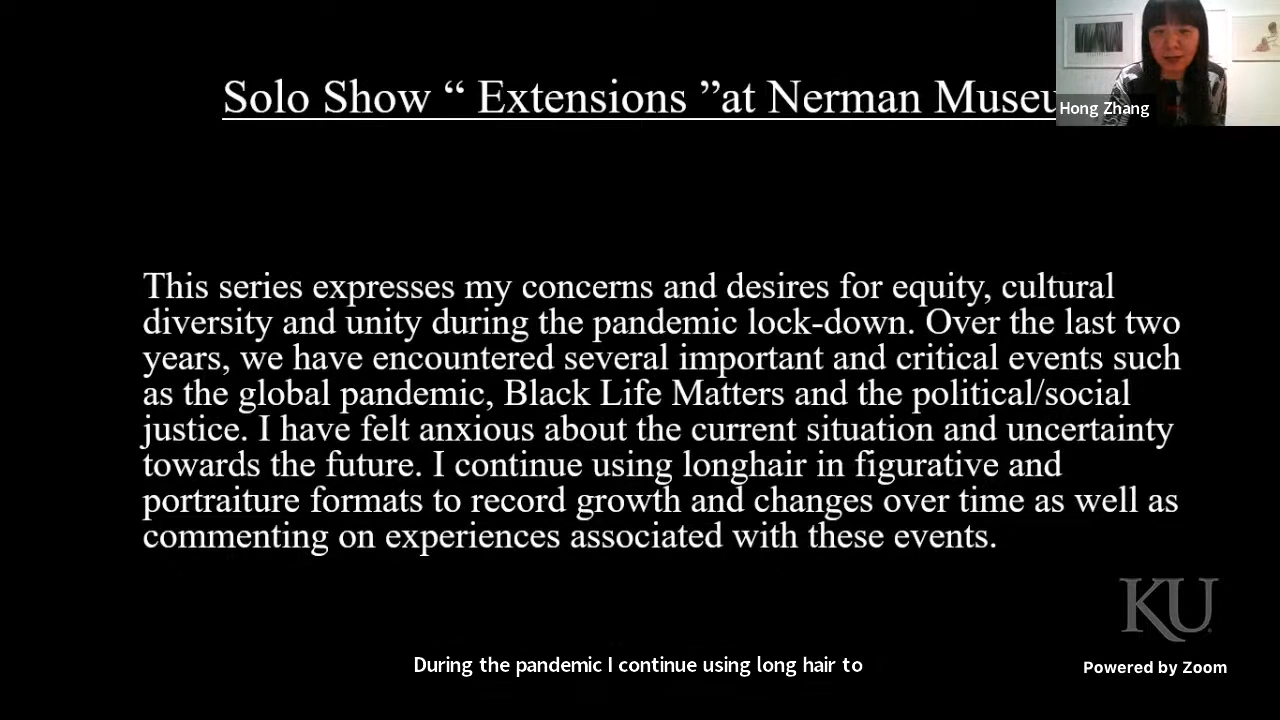 Solo Show “ Extensions ”at Nerman Museu
Hong Zhang
This series expresses my concerns and desires for equity, cultural
diversity and unity during the pandemic lock-down. Over the last two
years, we have encountered several important and critical events such
as the global pandemic, Black Life Matters and the political/social
justice. I have felt anxious about the current situation and uncertainty
towards the future. I continue using longhair in figurative and
portraiture formats to record growth and changes over time as well as
commenting on experiences associated with these events.
KU
During the pandemic I continue using long hair to
Powered by Zoom